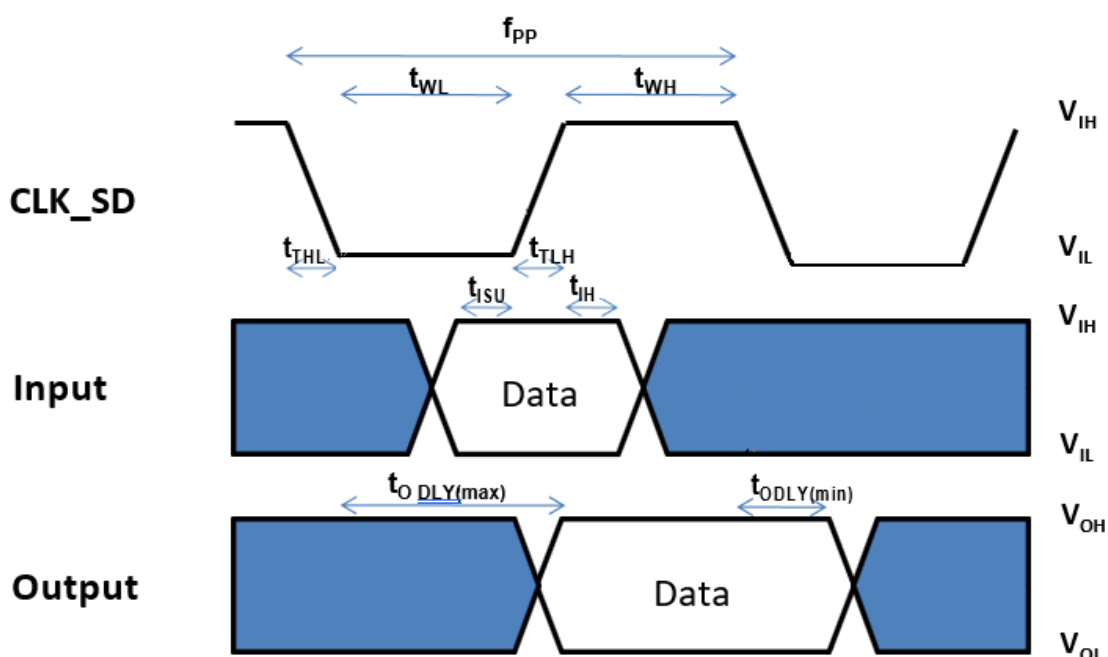 fPP
tWL
tWH
VIH
CLK_SD
tTHL
tTLH
VIL
tISU
tIH
VIH
Input
Data
VIL
tO DLY(max)
tODLY(min)
VOH
Output
Data
VOL